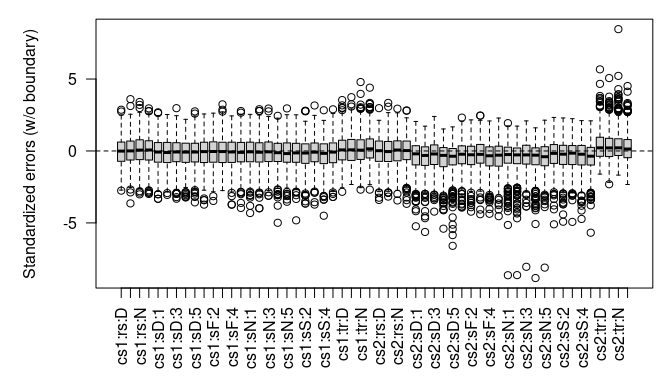 Standardized errors (w/o boundary)
5
0
-5
cs1:rs:D
cs1:rs:N
cs1:sD:1
cs1:sD:3
cs1:sD:5
cs1:sF:2
cs1:sF:4
cs1:sN:1
cs1:sN:3
cs1:sN:5
cs1:sS:2
cs1:sS:4
cs1:tr:D
cs1:tr:N
cs2:rs:D
cs2:rs:N
cs2:sD:1
cs2:sD:3
cs2:sD:5
cs2:sF:2
cs2:sF:4
cs2:sN:1
cs2:sN:3
cs2:sN:5
cs2:sS:2
cs2:sS:4
cs2:tr:D
cs2:tr:N